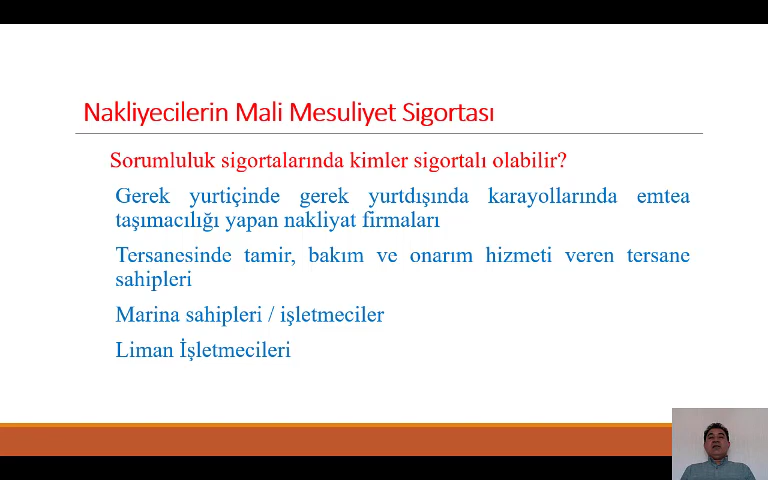 Nakliyecilerin Mali Mesuliyet Sigortası
Sorumluluk sigortalarında kimler sigortalı olabilir?
Gerek yurtiçinde gerek yurtdışında karayollarında emtea
taşımacılığı yapan nakliyat firmaları
Tersanesinde tamir, bakım ve onarım hizmeti veren tersane
sahipleri
Marina sahipleri / işletmeciler
Liman İşletmecileri